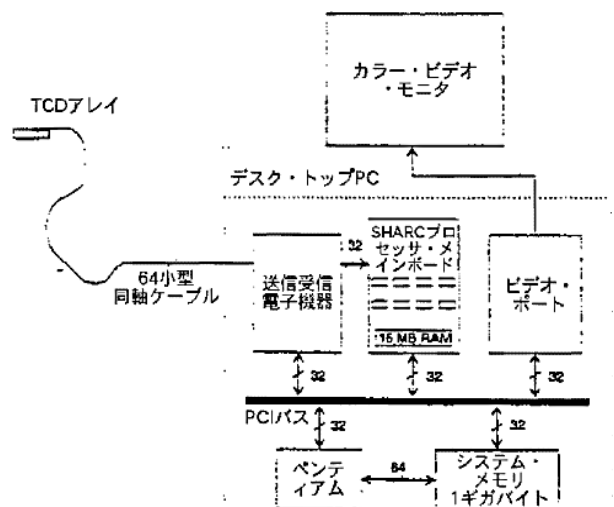 カラー・ビデオ
・モニタ
TCDアレイ
デスク・トップPC
64小型
同軸ケーブル
送信受信
電子機器
32
SHARCプロ
セッサ・メ
インボード
16 MB RAM
ビデオ・
ポート
32
32
32
PCIバス
32
32
ペン
ティアム
64
システム・
メモリ
1ギガバイト